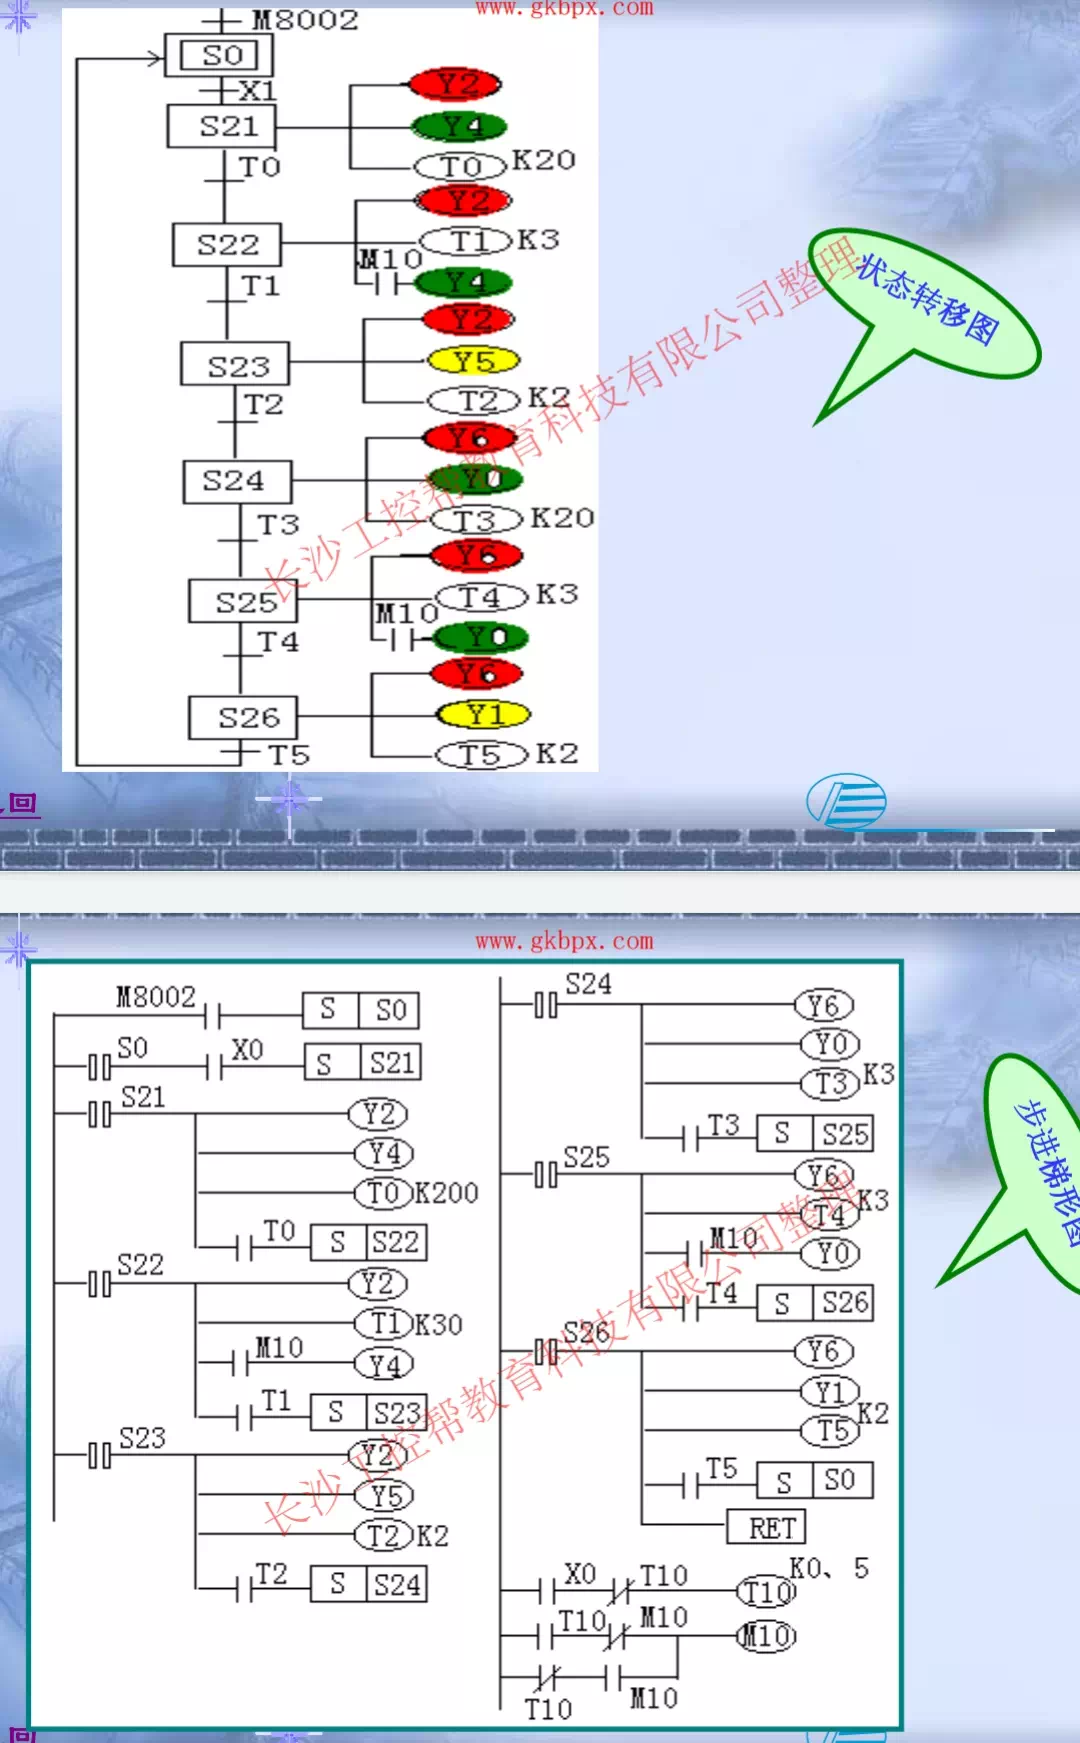 www.gkbpx.com
M8002
S0
X1
Y2
S21
Y4
T0
T0 K20
Y2
S22
T1 K3
M10
Y4
T1
Y2
S23
Y5
T2
T2 K2
Y6
S24
Y0
T3
T3 K20
Y6
S25
T4 K3
M10
Y0
T4
Y6
S26
Y1
T5
T5 K2
状态转移图
长沙工控帮教育科技有限公司整理
回
www.gkbpx.com
M8002 S S0
S0 X0 S S21
S21 Y2
Y4
T0 K200
T0 S S22
S22 Y2
T1 K30
M10 Y4
T1 S S23
S23 Y2
Y5
T2 K2
T2 S S24
S24 Y6
Y0
T3 K3
T3 S S25
S25 Y6
T4 K3
M10 Y0
T4 S S26
S26 Y6
Y1
T5 K2
T5 S S0
RET
X0 T10 T10 K0、5
T10 M10 M10
T10 M10
步进梯形图
长沙工控帮教育科技有限公司整理
回